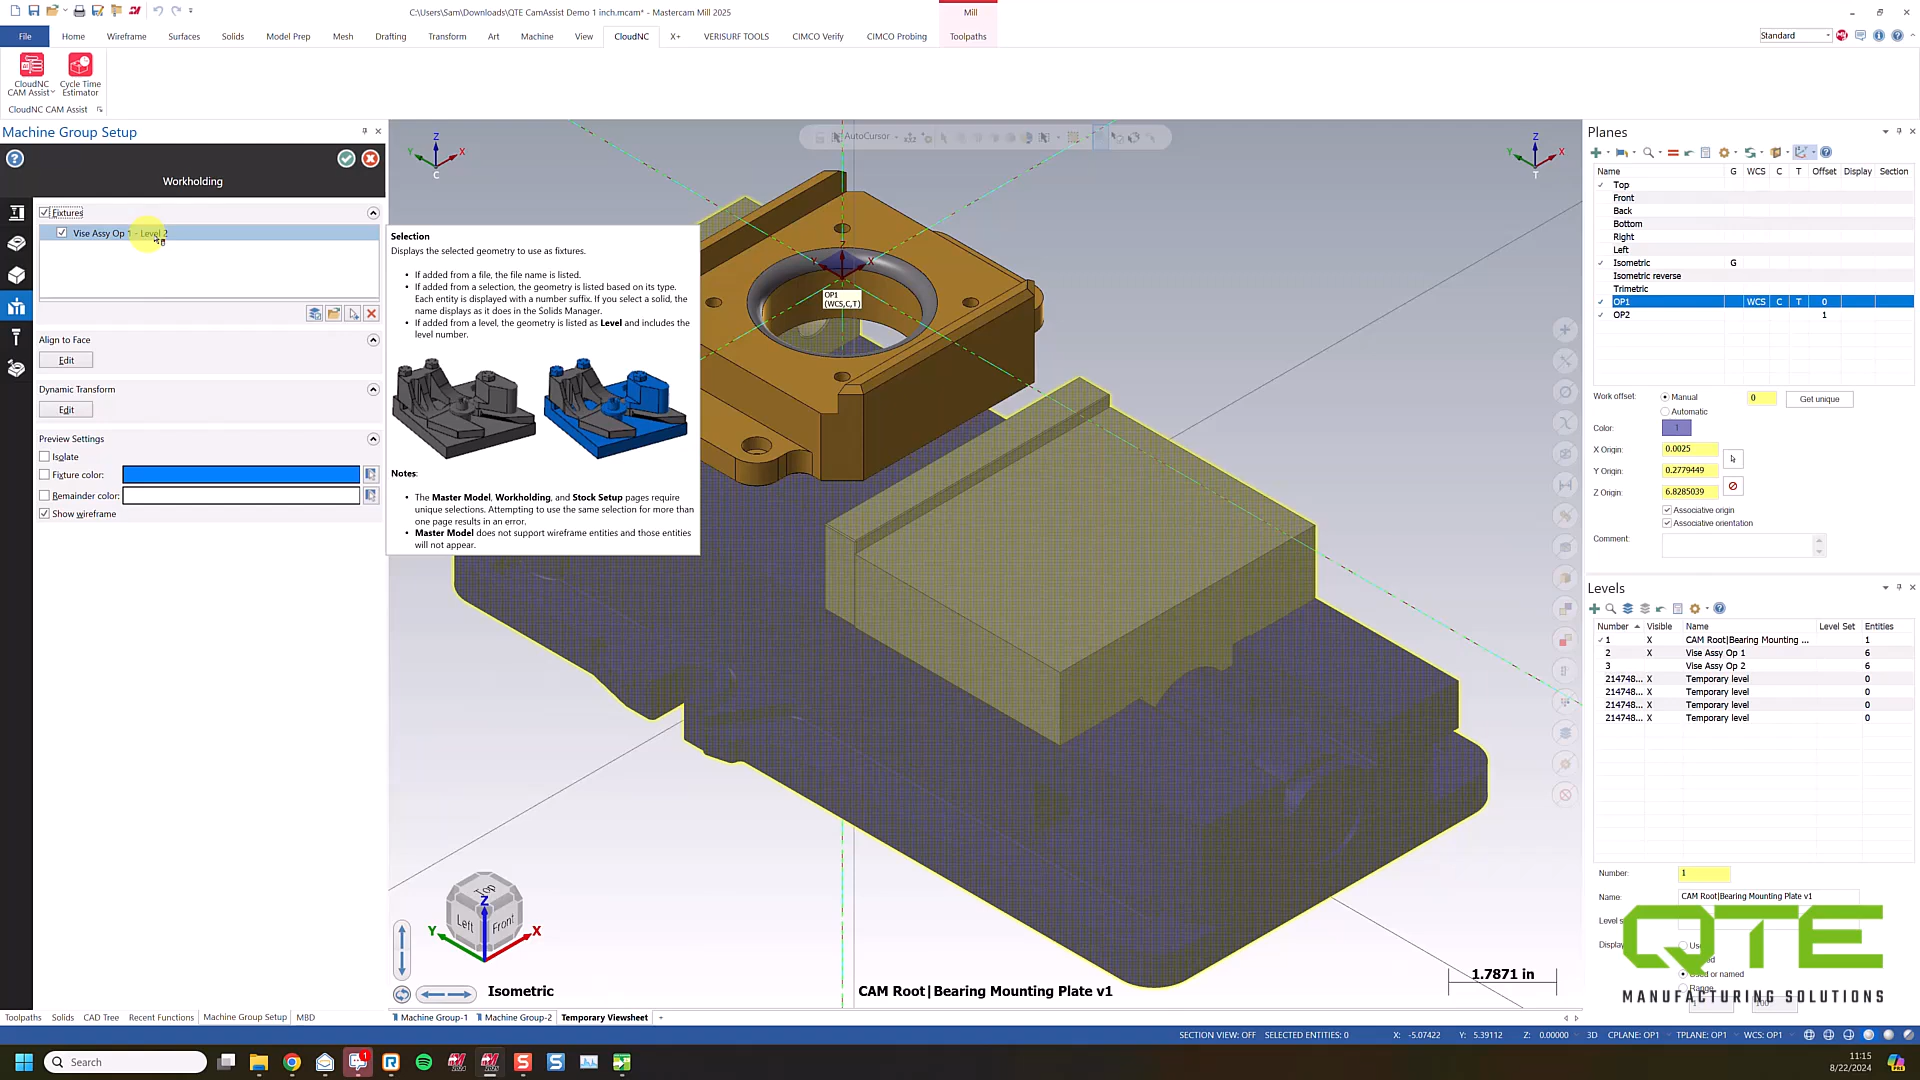 C:\Users\Sam\Downloads\QTE CamAssist Demo 1 inch.mcam* - Mastercam Mill 2025
Mill
File
Home
Wireframe
Surfaces
Solids
Model Prep
Mesh
Drafting
Transform
Art
Machine
View
CloudNC
X+
VERISURF TOOLS
CIMCO Verify
CIMCO Probing
Toolpaths
Standard
CloudNC CAM Assist
Cycle Time Estimator
CloudNC CAM Assist
Machine Group Setup
Workholding
Fixtures
Vise Assy Op 1 - Level 2
Align to Face
Edit
Dynamic Transform
Edit
Preview Settings
Isolate
Fixture color:
Remainder color:
Show wireframe
Selection
Displays the selected geometry to use as fixtures.
• If added from a file, the file name is listed.
• If added from a selection, the geometry is listed based on its type.
Each entity is displayed with a number suffix. If you select a solid, the
name displays as it does in the Solids Manager.
• If added from a level, the geometry is listed as Level and includes the
level number.
Notes:
• The Master Model, Workholding, and Stock Setup pages require
unique selections. Attempting to use the same selection for more than
one page results in an error.
• Master Model does not support wireframe entities and those entities
will not appear.
AutoCursor
Z
Y
X
C
Z
Y
X
T
Z
X
X
OP1
(WCS,C,T)
Top
Left
Front
Z
Y
X
Isometric
CAM Root|Bearing Mounting Plate v1
1.7871 in
Planes
Name G WCS C T Offset Display Section
Top
Front
Back
Bottom
Right
Left
Isometric G
Isometric reverse
Trimetric
OP1 WCS C T 0
OP2 1
Work offset:
Manual
0
Get unique
Automatic
Color:
1
X Origin:
0.0025
Y Origin:
0.2779449
Z Origin:
6.8285039
Associative origin
Associative orientation
Comment:
Levels
Number Visible Name Level Set Entities
1 X CAM Root|Bearing Mounting ... 1
2 X Vise Assy Op 1 6
3 Vise Assy Op 2 6
214748... X Temporary level 0
214748... X Temporary level 0
214748... X Temporary level 0
214748... X Temporary level 0
Number:
1
Name:
CAM Root|Bearing Mounting Plate v1
QTE
MANUFACTURING SOLUTIONS
Toolpaths
Solids
CAM Tree
Recent Functions
Machine Group Setup
MBD
Machine Group-1
Machine Group-2
Temporary Viewsheet
+
SECTION VIEW: OFF
SELECTED ENTITIES: 0
X: -5.07422
Y: 5.39112
Z: 0.00000
3D
CPLANE: OP1
TPLANE: OP1
WCS: OP1
Search
11:15
8/22/2024